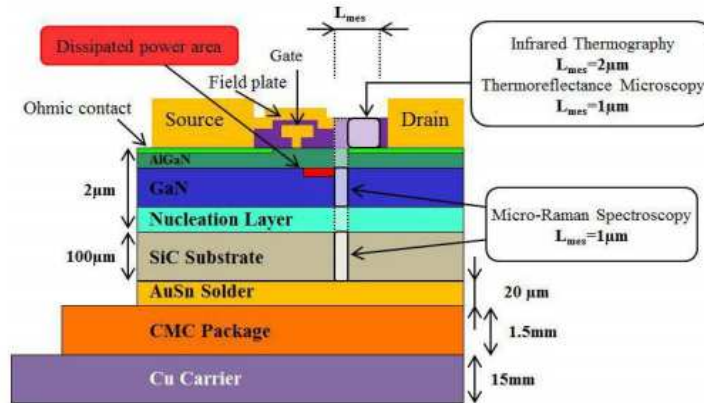 Lmes
Dissipated power area
Gate
Field plate
Ohmic contact
Source
Drain
Infrared Thermography
Lmes=2μm
Thermoreflectance Microscopy
Lmes=1μm
AlGaN
GaN
2μm
Nucleation Layer
Micro-Raman Spectroscopy
Lmes=1μm
100μm
SiC Substrate
AuSn Solder
20 μm
CMC Package
1.5mm
Cu Carrier
15mm